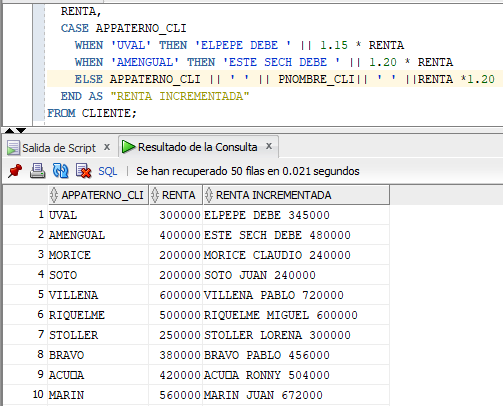 RENTA,
CASE APPATERNO_CLI
WHEN 'UVAL' THEN 'ELPEPE DEBE ' || 1.15 * RENTA
WHEN 'AMENGUAL' THEN 'ESTE SECH DEBE ' || 1.20 * RENTA
ELSE APPATERNO_CLI || ' ' || PNOMBRE_CLI|| ' ' ||RENTA *1.20
END AS "RENTA INCREMENTADA"
FROM CLIENTE;
Salida de Script x Resultado de la Consulta x
SQL | Se han recuperado 50 filas en 0.021 segundos
APPATERNO_CLI RENTA RENTA INCREMENTADA
1 UVAL 300000 ELPEPE DEBE 345000
2 AMENGUAL 400000 ESTE SECH DEBE 480000
3 MORICE 200000 MORICE CLAUDIO 240000
4 SOTO 200000 SOTO JUAN 240000
5 VILLENA 600000 VILLENA PABLO 720000
6 RIQUELME 500000 RIQUELME MIGUEL 600000
7 STOLLER 250000 STOLLER LORENA 300000
8 BRAVO 380000 BRAVO PABLO 456000
9 ACU□A 420000 ACU□A RONNY 504000
10 MARIN 560000 MARIN JUAN 672000